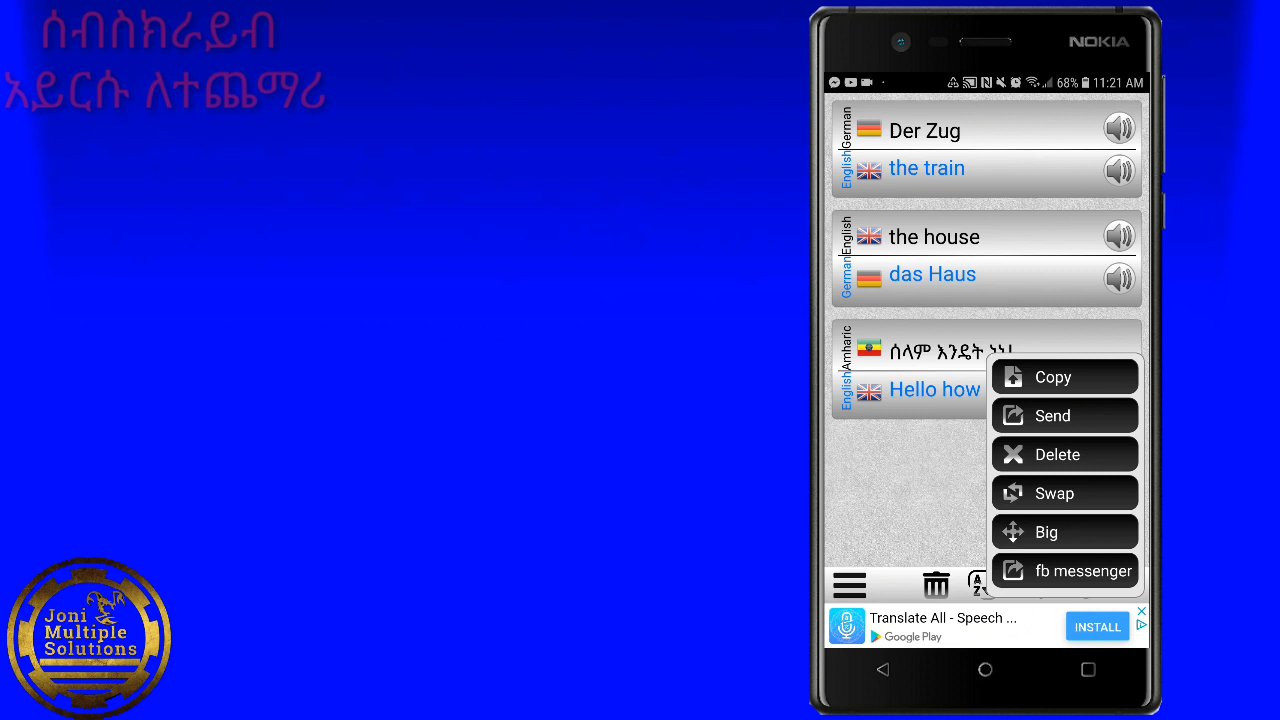 ሰብስክራይብ
አይርሱ ለተጨማሪ
NOKIA
68% 11:21 AM
German
Der Zug
English
the train
English
the house
German
das Haus
Amharic
ሰላም እንዴት
English
Hello how
Copy
Send
Delete
Swap
Big
fb messenger
Translate All - Speech ...
Google Play
INSTALL
Joni
Multiple
Solutions